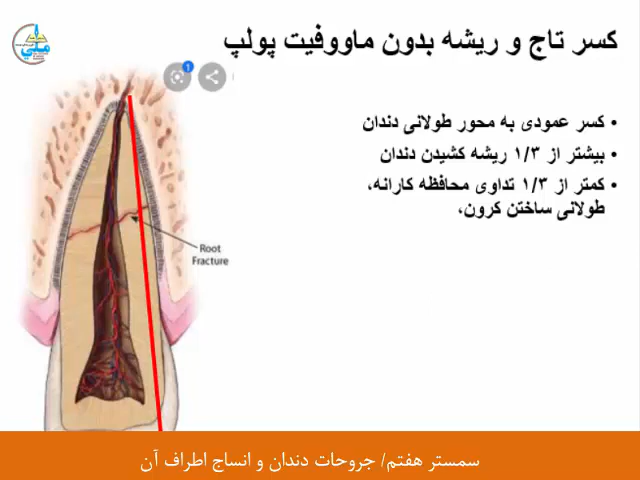 کسر تاج و ریشه بدون ماووفیت پولپ
1
• کسر عمودی به محور طولانی دندان
• بیشتر از ۱/۳ ریشه کشیدن دندان
• کمتر از ۱/۳ تداوی محافظه کارانه،
طولانی ساختن کرون،
Root
Fracture
سمستر هفتم/ جروحات دندان و انساج اطراف آن